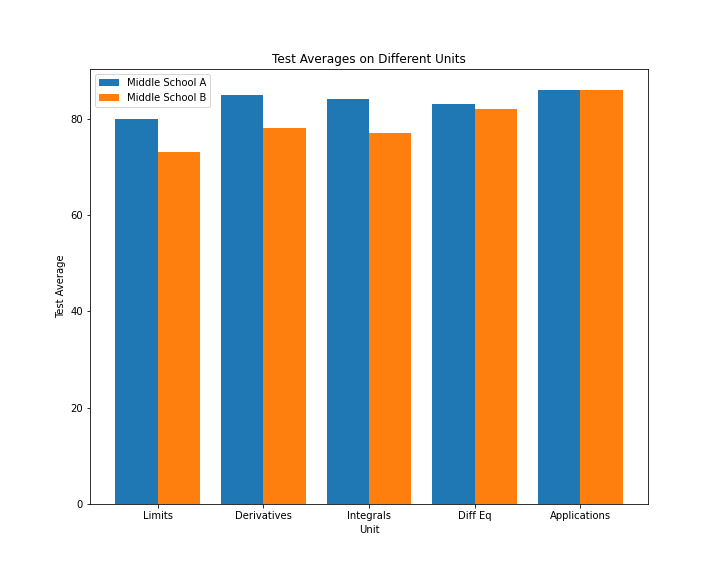 Test Averages on Different Units
Middle School A
Middle School B
80
60
40
20
0
Test Average
Limits
Derivatives
Integrals
Diff Eq
Applications
Unit